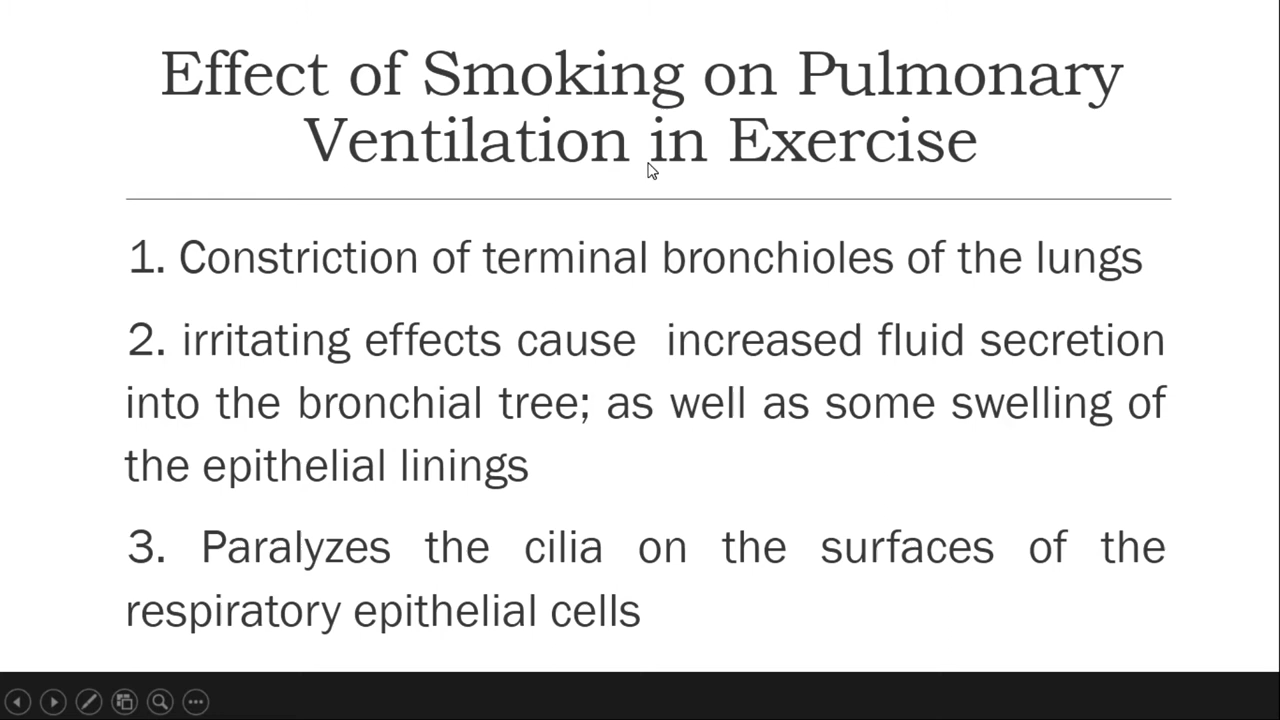 Effect of Smoking on Pulmonary
Ventilation in Exercise
1. Constriction of terminal bronchioles of the lungs
2. irritating effects cause  increased fluid secretion
into the bronchial tree; as well as some swelling of
the epithelial linings
3. Paralyzes the cilia on the surfaces of the
respiratory epithelial cells